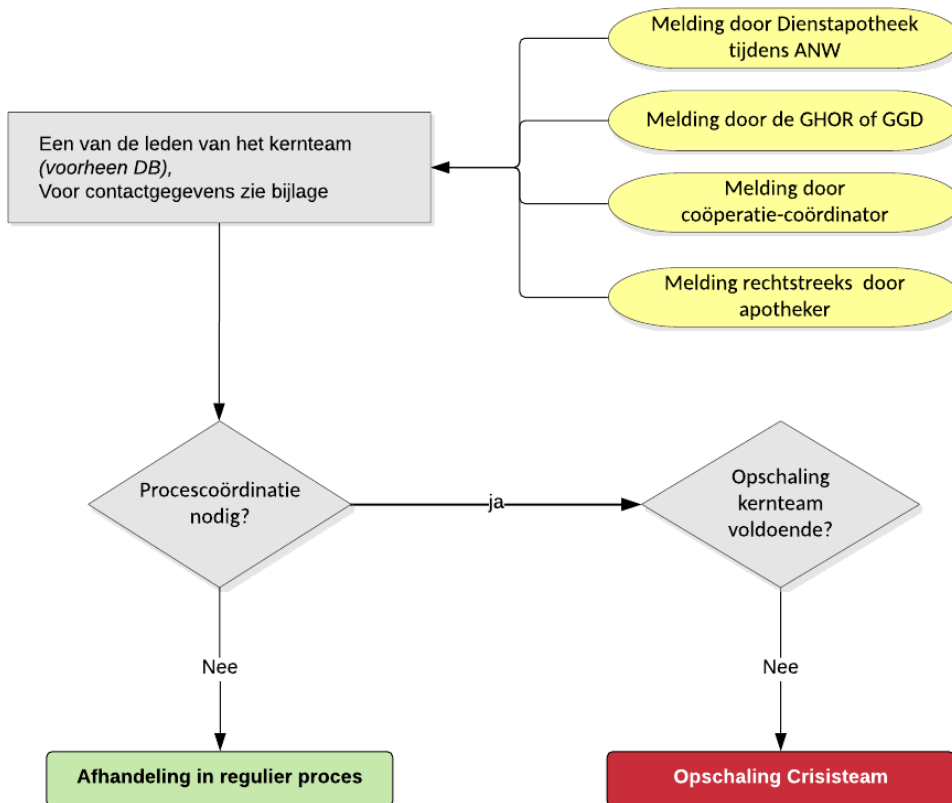 Melding door Dienstapotheek
tijdens ANW
Melding door de GHOR of GGD
Melding door
coöperatie-coördinator
Melding rechtstreeks door
apotheker
Een van de leden van het kernteam
(voorheen DB),
Voor contactgegevens zie bijlage
Procescoördinatie
nodig?
ja
Opschaling
kernteam
voldoende?
Nee
Nee
Afhandeling in regulier proces
Opschaling Crisisteam